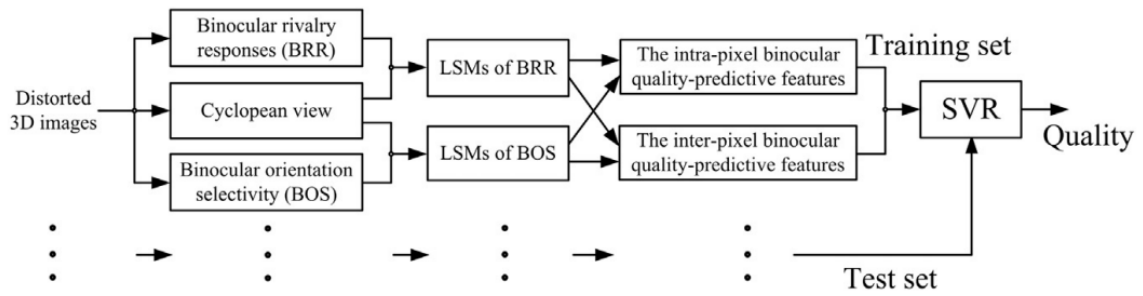 Distorted
3D images
Binocular rivalry
responses (BRR)
Cyclopean view
Binocular orientation
selectivity (BOS)
LSMs of BRR
LSMs of BOS
The intra-pixel binocular
quality-predictive features
The inter-pixel binocular
quality-predictive features
Training set
SVR
Quality
Test set